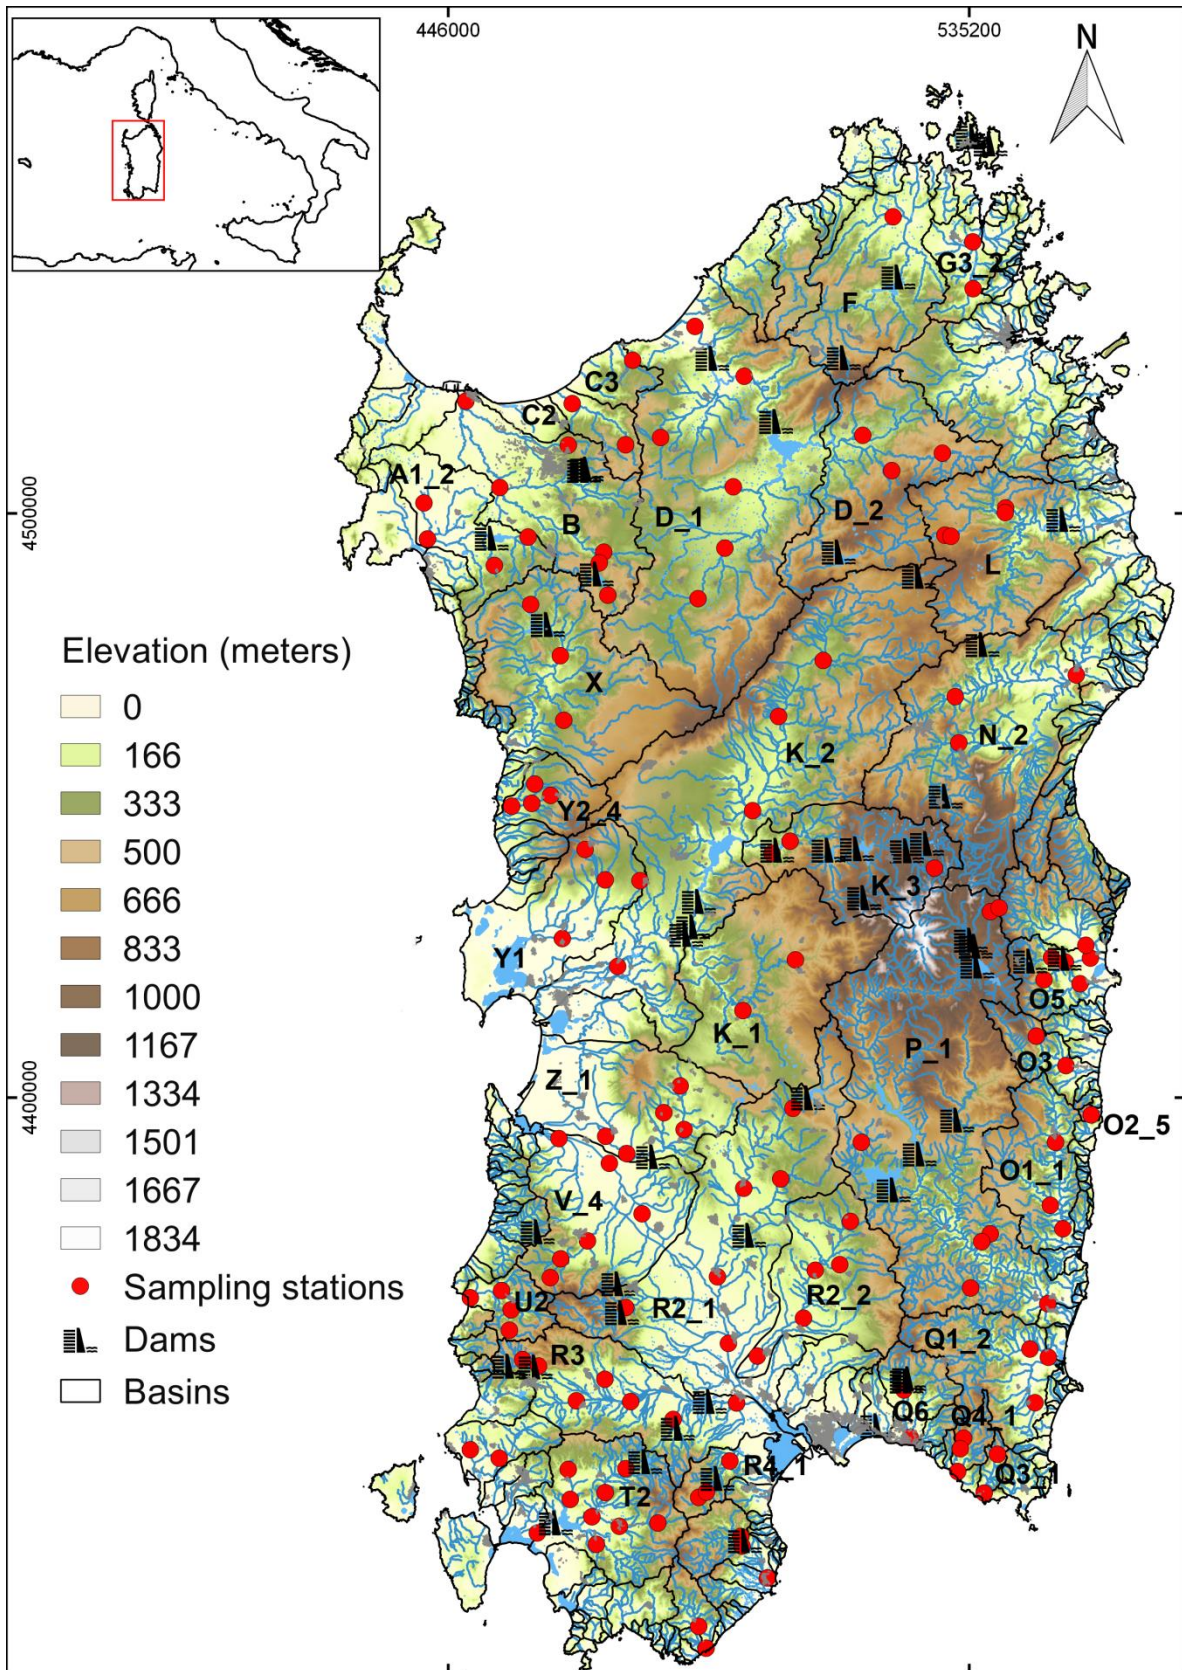 446000
535200
N
G3_2
F
C3
C2
A1_2
4500000
B
D_1
D_2
L
Elevation (meters)
0
166
333
500
666
833
1000
1167
1334
1501
1667
1834
Sampling stations
Dams
Basins
X
K_2
N_2
Y2_4
K_3
Y1
O5
K_1
P_1
O3
Z_1
4400000
O2_5
O1_1
V_4
U2
R2_1
R2_2
Q1_2
R3
Q6
Q4_1
R4_1
Q3_1
T2